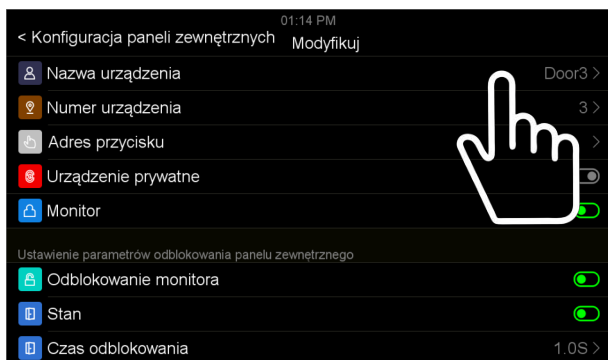 01:14 PM
< Konfiguracja paneli zewnętrznych Modyfikuj
Nazwa urządzenia Door3 >
Numer urządzenia 3 >
Adres przycisku >
Urządzenie prywatne
Monitor
Ustawienie parametrów odblokowania panelu zewnętrznego
Odblokowanie monitora
Stan
Czas odblokowania 1.0S >